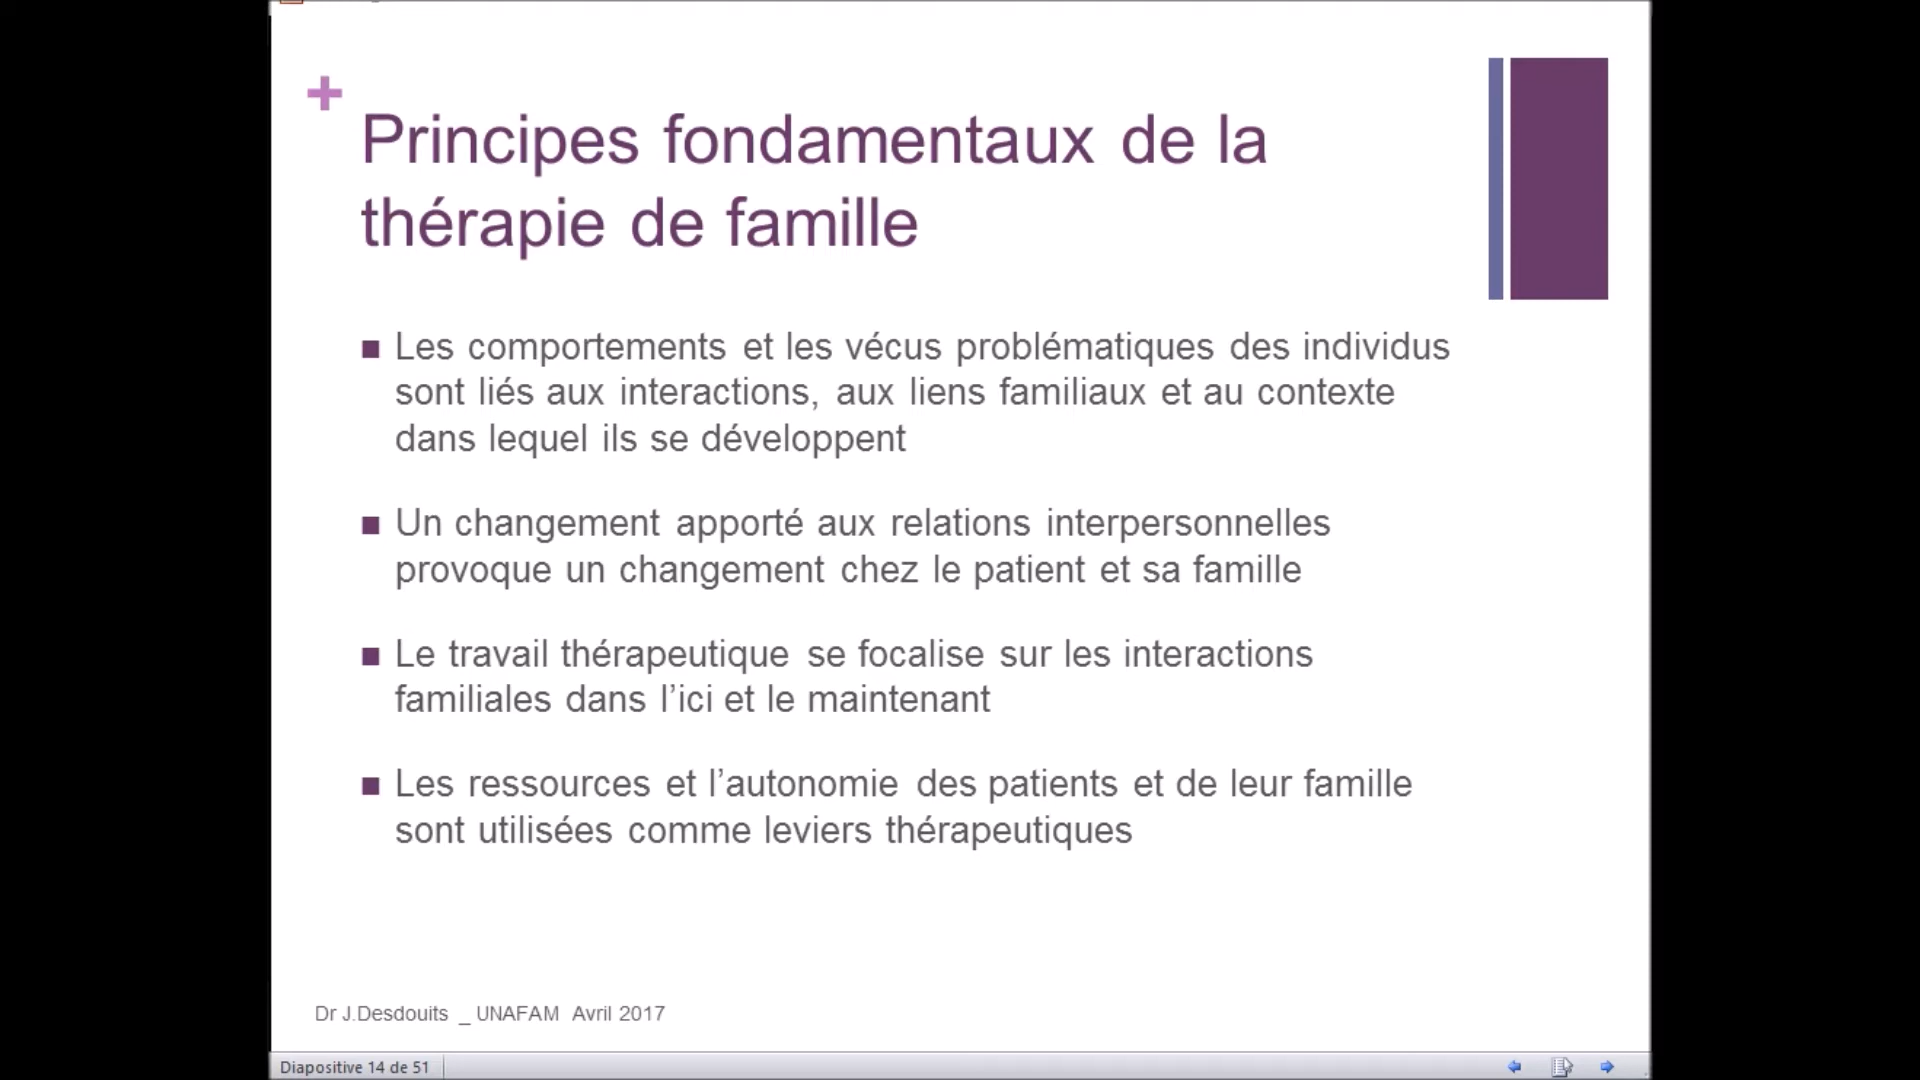 Principes fondamentaux de la
thérapie de famille
Les comportements et les vécus problématiques des individus
sont liés aux interactions, aux liens familiaux et au contexte
dans lequel ils se développent
Un changement apporté aux relations interpersonnelles
provoque un changement chez le patient et sa famille
Le travail thérapeutique se focalise sur les interactions
familiales dans l’ici et le maintenant
Les ressources et l’autonomie des patients et de leur famille
sont utilisées comme leviers thérapeutiques
Dr J.Desdouits _ UNAFAM Avril 2017
Diapositive 14 de 51